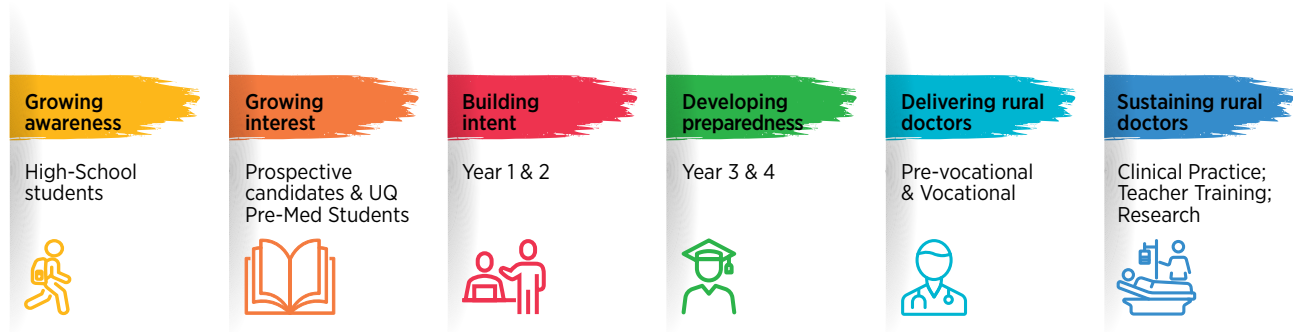 Growing
awareness
High-School
students
Growing
interest
Prospective
candidates & UQ
Pre-Med Students
Building
intent
Year 1 & 2
Developing
preparedness
Year 3 & 4
Delivering rural
doctors
Pre-vocational
& Vocational
Sustaining rural
doctors
Clinical Practice;
Teacher Training;
Research